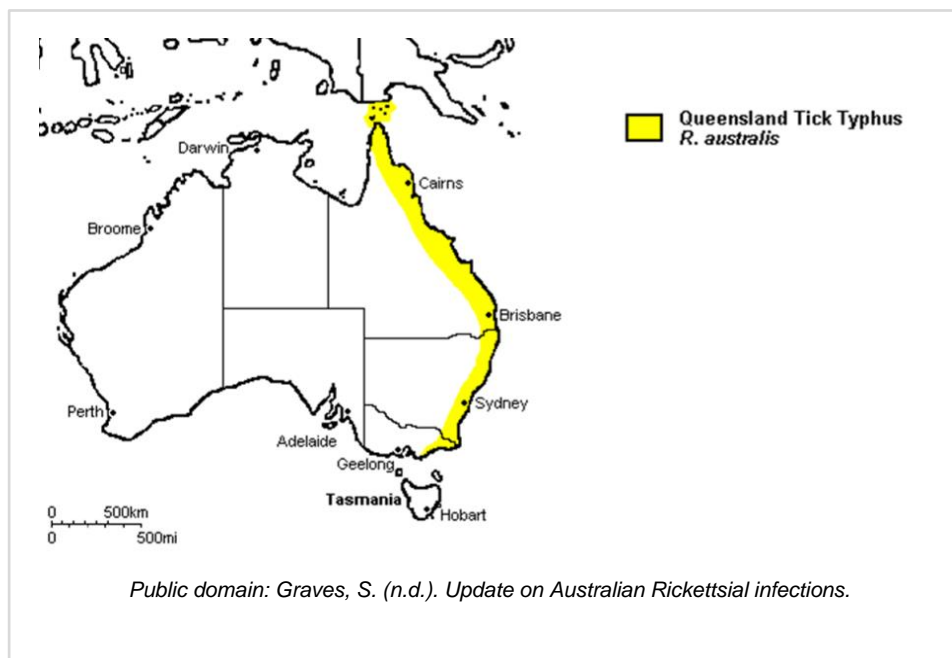 Queensland Tick Typhus
R. australis
Darwin
Cairns
Broome
Brisbane
Perth
Sydney
Adelaide
Geelong
Tasmania
Hobart
0 500km
0 500mi
Public domain: Graves, S. (n.d.). Update on Australian Rickettsial infections.